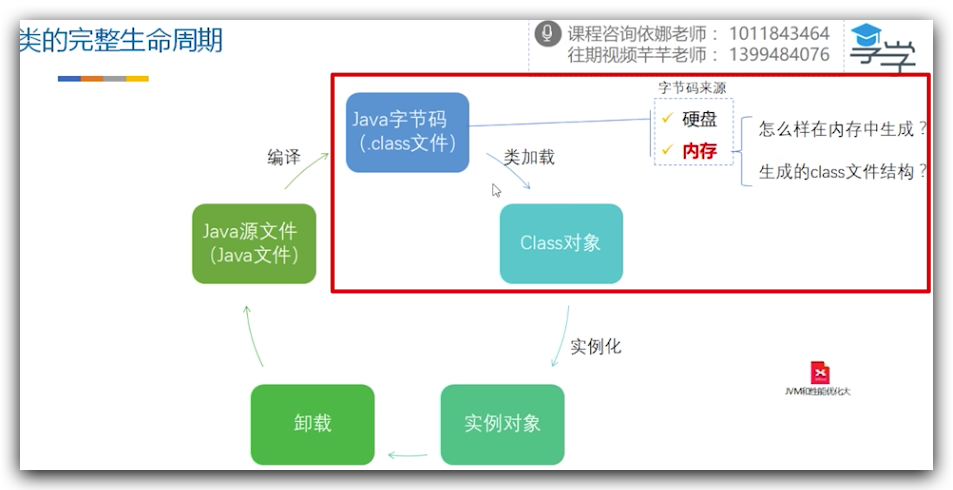 类的完整生命周期
课程咨询依娜老师： 1011843464
往期视频芊芊老师： 1399484076
享学
字节码来源
Java字节码
（.class文件）
硬盘
怎么样在内存中生成？
内存
编译
类加载
生成的class文件结构？
Java源文件
（Java文件）
Class对象
实例化
JVM和性能优化大
卸载
实例对象